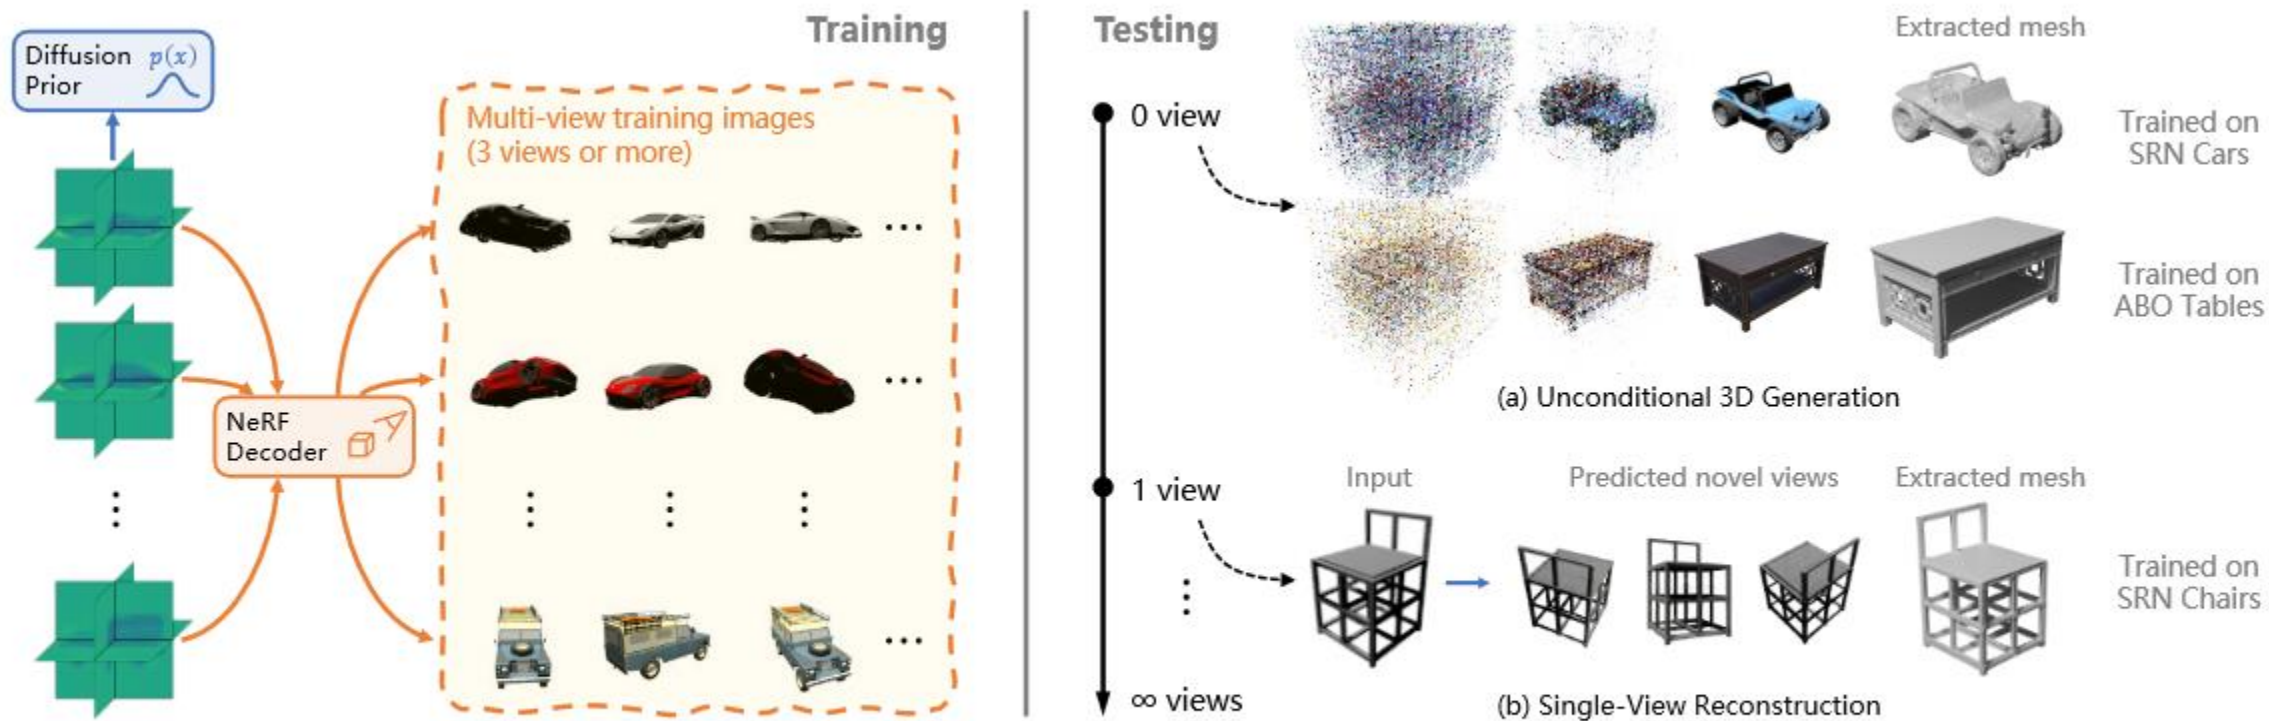 Training
Diffusion
Prior
p(x)
Multi-view training images
(3 views or more)
...
...
NeRF
Decoder
...
Testing
0 view
Extracted mesh
Trained on
SRN Cars
Trained on
ABO Tables
(a) Unconditional 3D Generation
1 view
Input
Predicted novel views
Extracted mesh
Trained on
SRN Chairs
∞ views
(b) Single-View Reconstruction